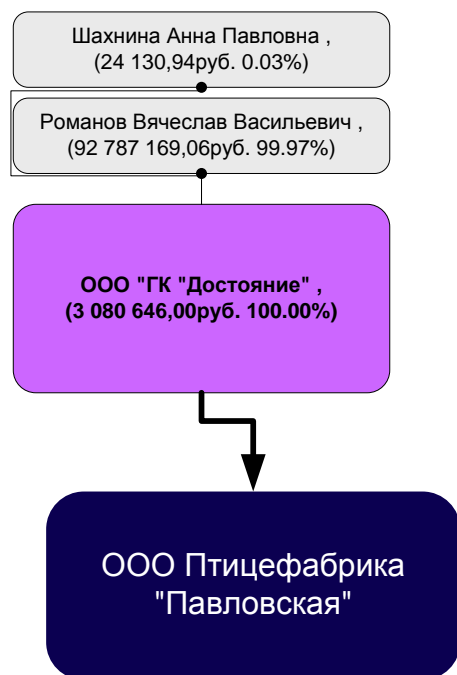 Шахнина Анна Павловна ,
(24 130,94руб. 0.03%)
Романов Вячеслав Васильевич ,
(92 787 169,06руб. 99.97%)
ООО "ГК "Достояние" ,
(3 080 646,00руб. 100.00%)
ООО Птицефабрика
"Павловская"